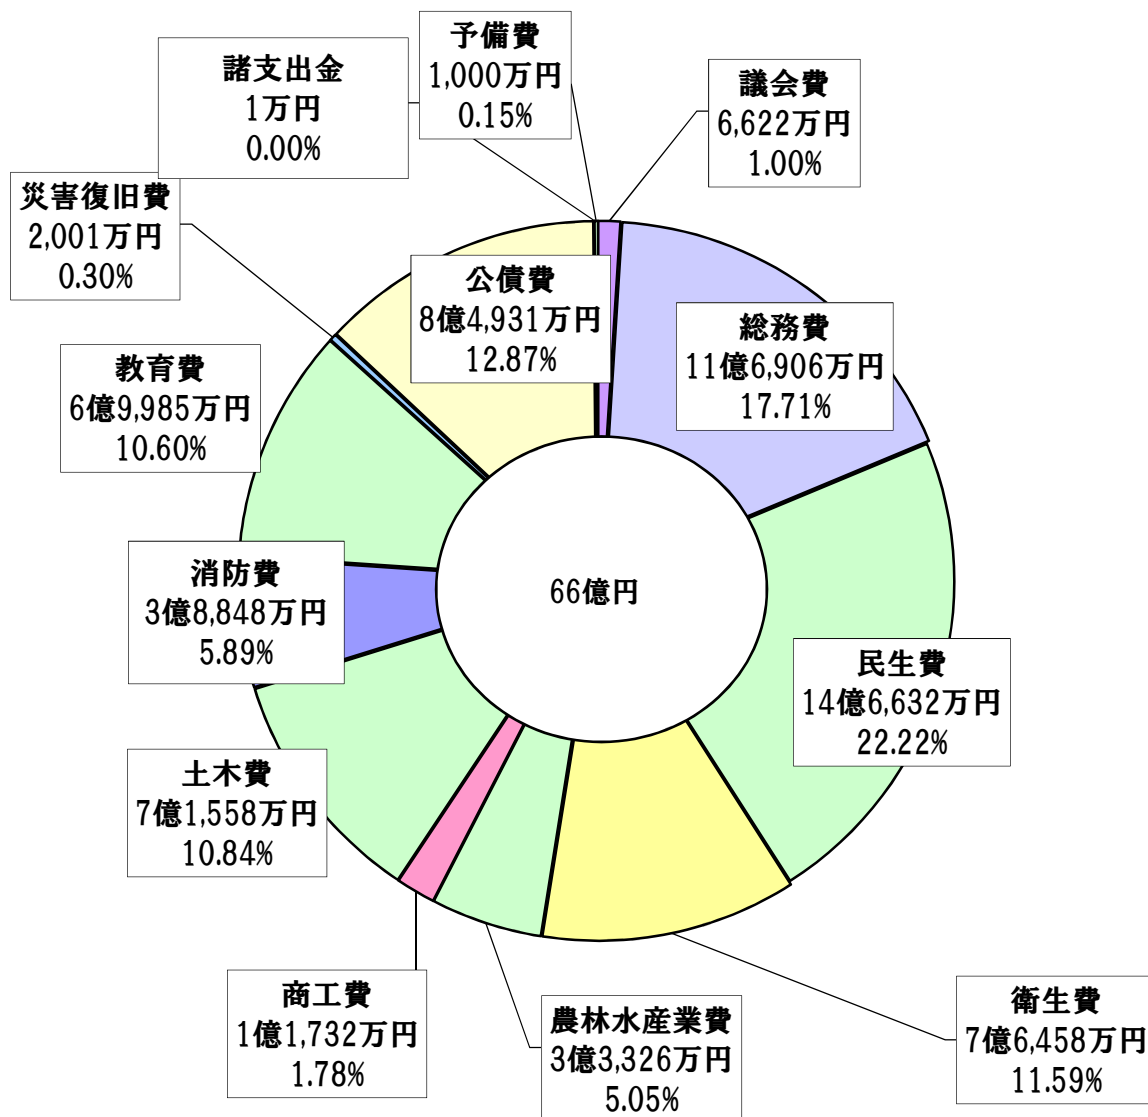 予備費
1,000万円
0.15%
諸支出金
1万円
0.00%
議会費
6,622万円
1.00%
災害復旧費
2,001万円
0.30%
公債費
8億4,931万円
12.87%
総務費
11億6,906万円
17.71%
教育費
6億9,985万円
10.60%
消防費
3億8,848万円
5.89%
66億円
民生費
14億6,632万円
22.22%
土木費
7億1,558万円
10.84%
商工費
1億1,732万円
1.78%
農林水産業費
3億3,326万円
5.05%
衛生費
7億6,458万円
11.59%